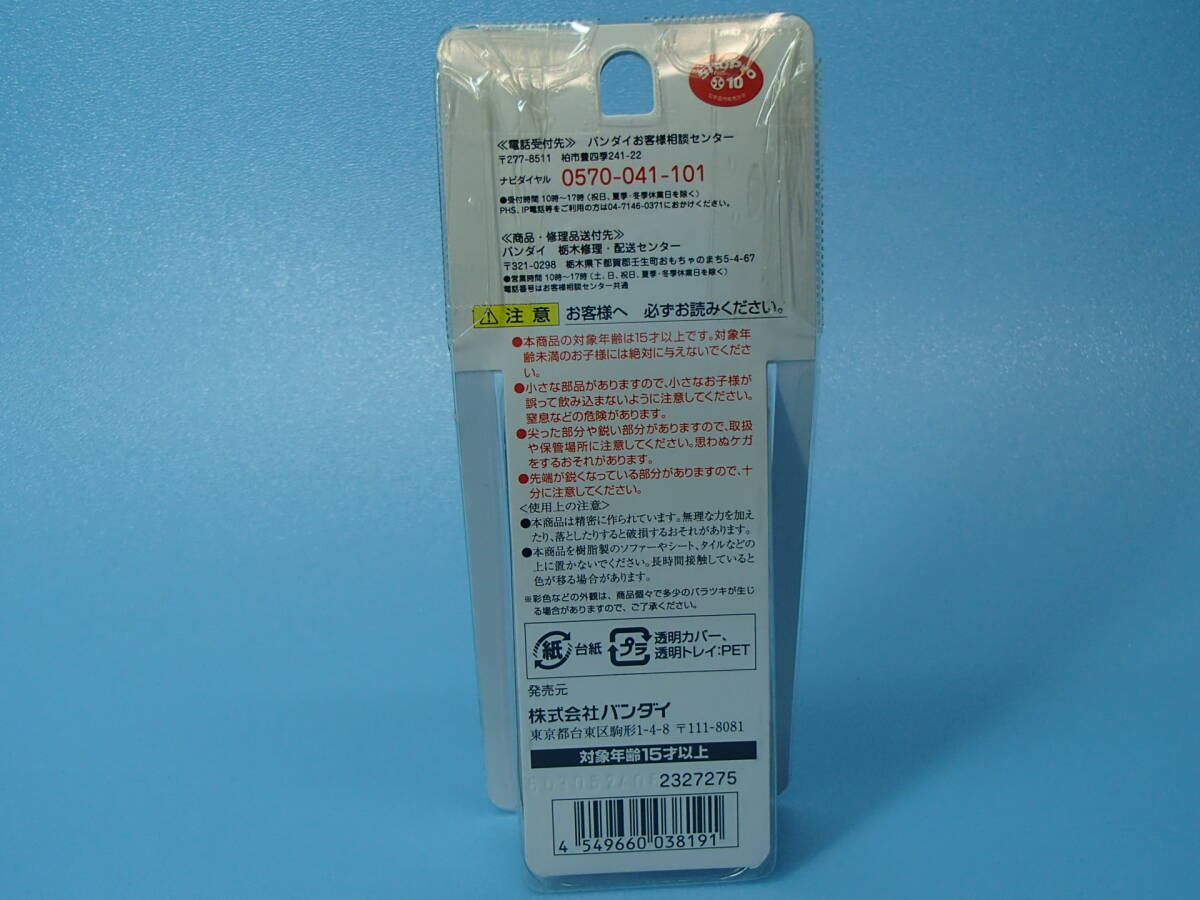 ShoPro
小 10
≪電話受付先≫ バンダイお客様相談センター
〒277-8511 柏市豊四季241-22
ナビダイヤル 0570-041-101
●受付時間 10時〜17時(祝日、夏季・冬季休業日を除く)
PHS、IP電話等をご利用の方は04-7146-0371におかけください。
≪商品・修理品送付先≫
バンダイ 栃木修理・配送センター
〒321-0298 栃木県下都賀郡壬生町おもちゃのまち5-4-67
●営業時間 10時〜17時(土、日、祝日、夏季・冬季休業日を除く)
電話番号はお客様相談センター共通
注意 お客様へ 必ずお読みください。
●本商品の対象年齢は15才以上です。対象年
齢未満のお子様には絶対に与えないでくださ
い。
●小さな部品がありますので、小さなお子様が
誤って飲み込まないように注意してください。
窒息などの危険があります。
●尖った部分や鋭い部分がありますので、取扱
や保管場所に注意してください。思わぬケガ
をするおそれがあります。
●先端が鋭くなっている部分がありますので、十
分に注意してください。
<使用上の注意>
●本商品は精密に作られています。無理な力を加え
たり、落としたりすると破損するおそれがあります。
●本商品を樹脂製のソファーやシート、タイルなどの
上に置かないでください。長時間接触していると
色が移る場合があります。
※彩色などの外観は、商品個々で多少のバラツキが生じ
る場合がありますので、ご了承ください。
紙 台紙 プラ 透明カバー、
透明トレイ:PET
発売元
株式会社バンダイ
東京都台東区駒形1-4-8 〒111-8081
対象年齢15才以上
2327275
4 549660 038191